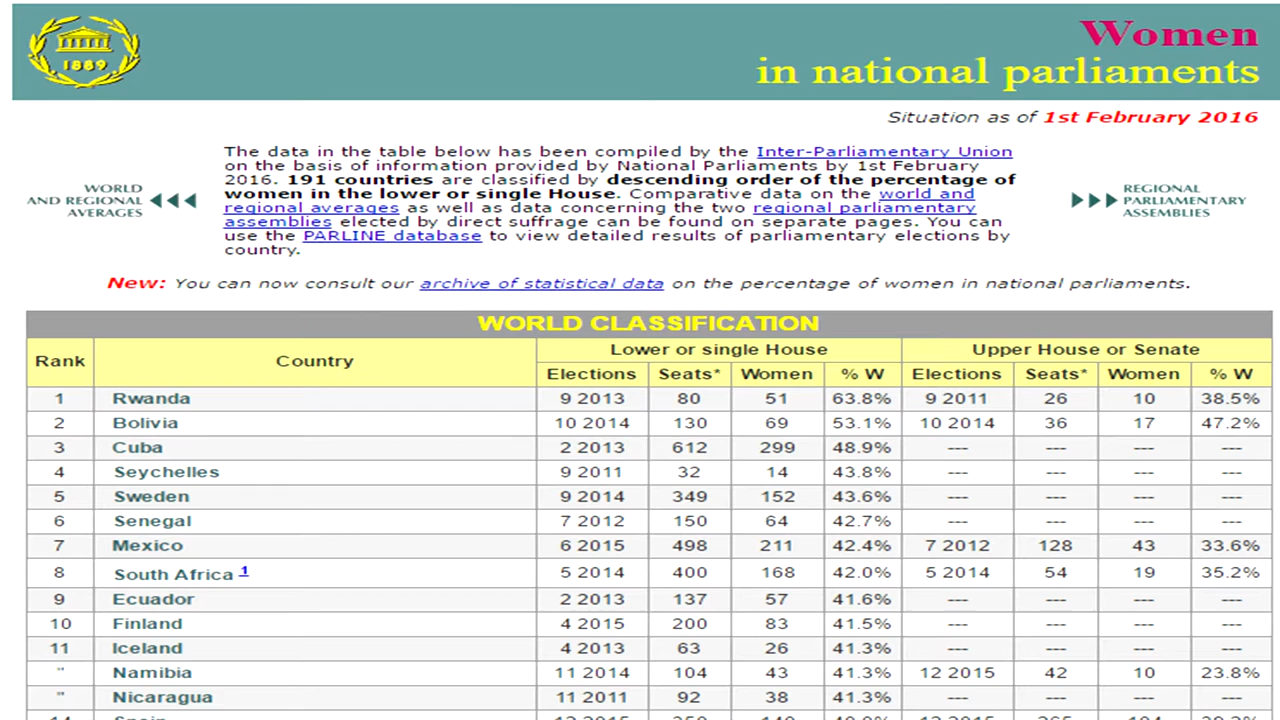 1889
Women
in national parliaments
Situation as of 1st February 2016
WORLD
AND REGIONAL
AVERAGES
The data in the table below has been compiled by the Inter-Parliamentary Union
on the basis of information provided by National Parliaments by 1st February
2016. 191 countries are classified by descending order of the percentage of
women in the lower or single House. Comparative data on the world and
regional averages as well as data concerning the two regional parliamentary
assemblies elected by direct suffrage can be found on separate pages. You can
use the PARLINE database to view detailed results of parliamentary elections by
country.
REGIONAL
PARLIAMENTARY
ASSEMBLIES
New: You can now consult our archive of statistical data on the percentage of women in national parliaments.
WORLD CLASSIFICATION
Rank Country Lower or single House Upper House or Senate
Elections Seats* Women % W Elections Seats* Women % W
1 Rwanda 9 2013 80 51 63.8% 9 2011 26 10 38.5%
2 Bolivia 10 2014 130 69 53.1% 10 2014 36 17 47.2%
3 Cuba 2 2013 612 299 48.9% --- --- --- ---
4 Seychelles 9 2011 32 14 43.8% --- --- --- ---
5 Sweden 9 2014 349 152 43.6% --- --- --- ---
6 Senegal 7 2012 150 64 42.7% --- --- --- ---
7 Mexico 6 2015 498 211 42.4% 7 2012 128 43 33.6%
8 South Africa 1 5 2014 400 168 42.0% 5 2014 54 19 35.2%
9 Ecuador 2 2013 137 57 41.6% --- --- --- ---
10 Finland 4 2015 200 83 41.5% --- --- --- ---
11 Iceland 4 2013 63 26 41.3% --- --- --- ---
" Namibia 11 2014 104 43 41.3% 12 2015 42 10 23.8%
" Nicaragua 11 2011 92 38 41.3% --- --- --- ---